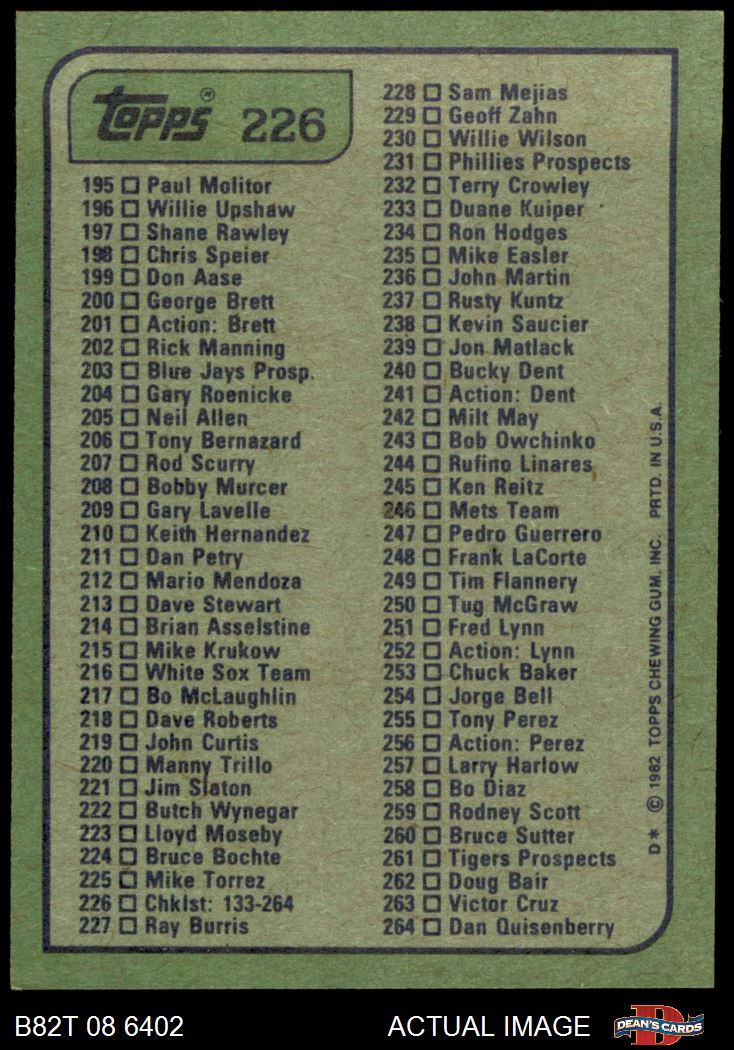 Topps® 226
195 Paul Molitor
196 Willie Upshaw
197 Shane Rawley
198 Chris Speier
199 Don Aase
200 George Brett
201 Action: Brett
202 Rick Manning
203 Blue Jays Prosp.
204 Gary Roenicke
205 Neil Allen
206 Tony Bernazard
207 Rod Scurry
208 Bobby Murcer
209 Gary Lavelle
210 Keith Hernandez
211 Dan Petry
212 Mario Mendoza
213 Dave Stewart
214 Brian Asselstine
215 Mike Krukow
216 White Sox Team
217 Bo McLaughlin
218 Dave Roberts
219 John Curtis
220 Manny Trillo
221 Jim Slaton
222 Butch Wynegar
223 Lloyd Moseby
224 Bruce Bochte
225 Mike Torrez
226 Chklst: 133-264
227 Ray Burris
228 Sam Mejias
229 Geoff Zahn
230 Willie Wilson
231 Phillies Prospects
232 Terry Crowley
233 Duane Kuiper
234 Ron Hodges
235 Mike Easler
236 John Martin
237 Rusty Kuntz
238 Kevin Saucier
239 Jon Matlack
240 Bucky Dent
241 Action: Dent
242 Milt May
243 Bob Owchinko
244 Rufino Linares
245 Ken Reitz
246 Mets Team
247 Pedro Guerrero
248 Frank LaCorte
249 Tim Flannery
250 Tug McGraw
251 Fred Lynn
252 Action: Lynn
253 Chuck Baker
254 Jorge Bell
255 Tony Perez
256 Action: Perez
257 Larry Harlow
258 Bo Diaz
259 Rodney Scott
260 Bruce Sutter
261 Tigers Prospects
262 Doug Bair
263 Victor Cruz
264 Dan Quisenberry
D* © 1982 TOPPS CHEWING GUM, INC. PRTD. IN U.S.A.
B82T 08 6402 ACTUAL IMAGE
D
DEAN'S CARDS